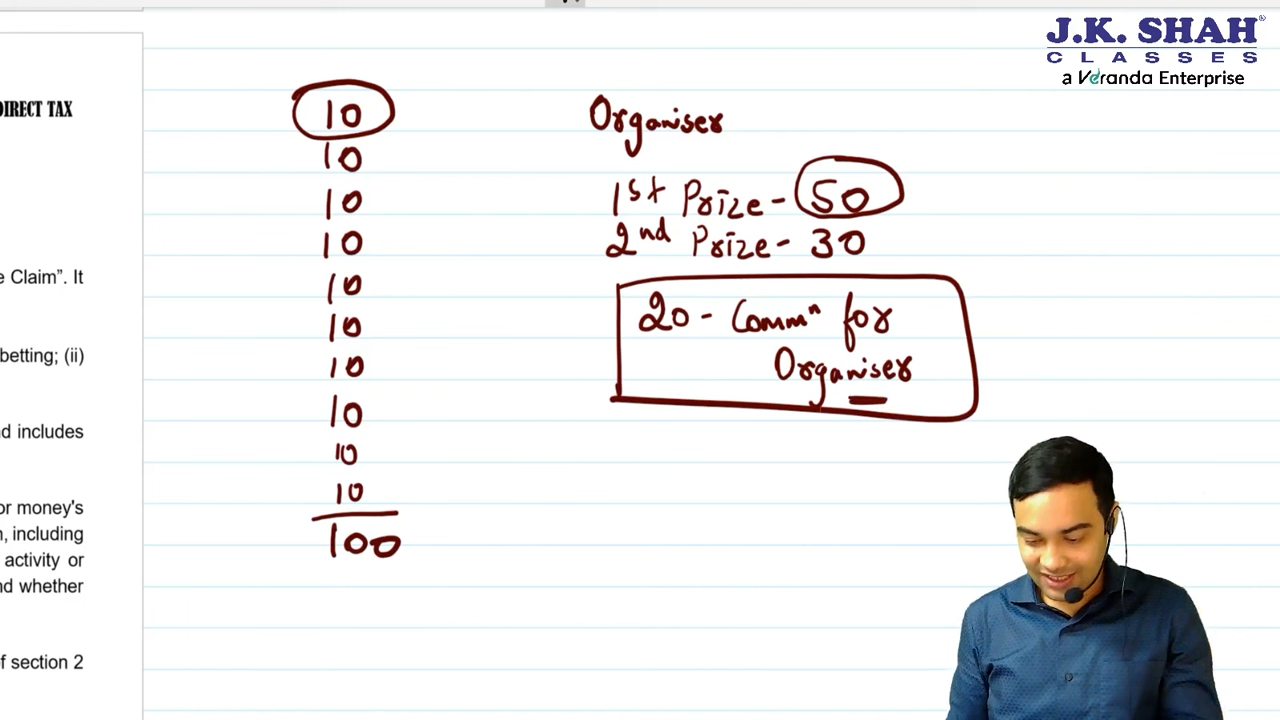 J.K. SHAH®
CLASSES
a Veranda Enterprise
DIRECT TAX
e Claim”. It
betting; (ii)
d includes
or money's
, including
activity or
nd whether
f section 2
10
10
10
10
10
10
10
10
10
10
100
Organiser
1st Prize - 50
2nd Prize - 30
20 - Commⁿ for
Organiser